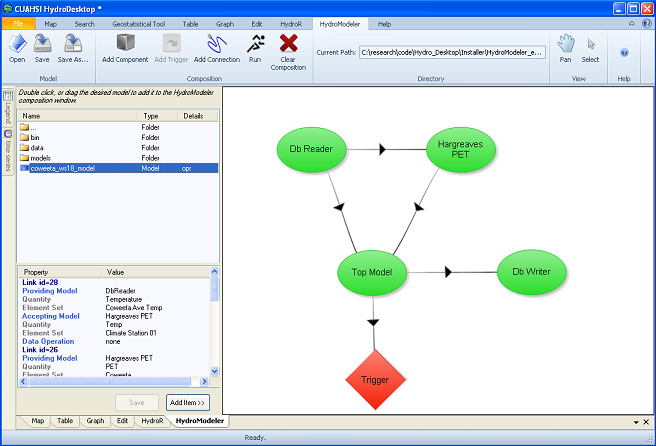 CUAHSI HydroDesktop *
File Map Search Geostatistical Tool Table Graph Edit HydroR HydroModeler Help
Open Save Save As... Add Component Add Trigger Add Connection Run Clear Composition Current Path: C:\research\code\Hydro_Desktop\Installer\HydroModeler_e... Pan Select Help
Model Composition Directory View Help
Legend
time series
Double click, or drag the desired model to add it to the HydroModeler
composition window.
Name Type Details
... Folder
bin Folder
data Folder
models Folder
coweeta_ws18_model Model opr
Property Value
Link id=28
Providing Model DbReader
Quantity Temperature
Element Set Coweeta Ave Temp
Accepting Model Hargreaves PET
Quantity Temp
Element Set Climate Station 01
Data Operation none
Link id=26
Providing Model Hargreaves PET
Quantity PET
Element Set Coweeta
Save Add Item >>
Db Reader
Hargreaves
PET
Top Model
Db Writer
Trigger
Map Table Graph Edit HydroR HydroModeler
Ready.